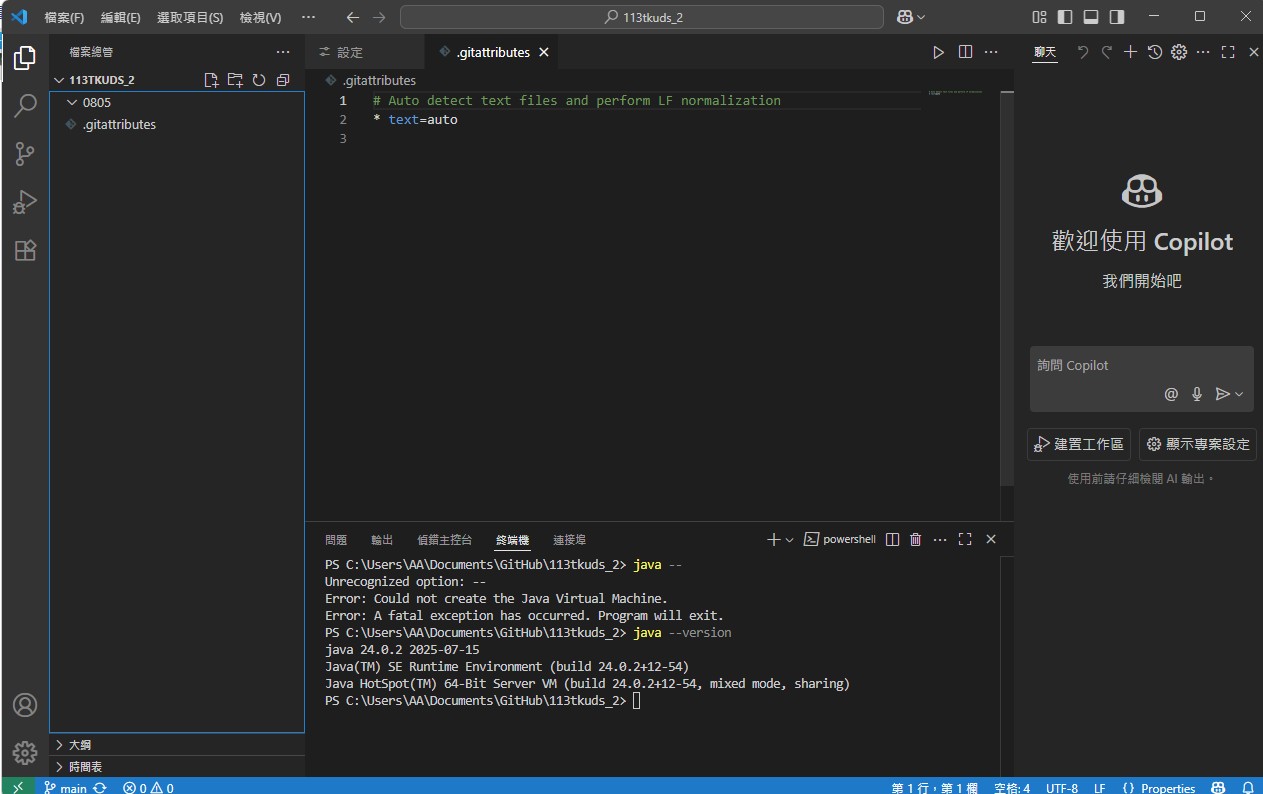 檔案(F) 編輯(E) 選取項目(S) 檢視(V) ··· 113tkuds_2
檔案總管 ···
113TKUDS_2
0805
.gitattributes
大綱
時間表
設定 .gitattributes
.gitattributes
1 # Auto detect text files and perform LF normalization
2 * text=auto
3
問題 輸出 偵錯主控台 終端機 連接埠 powershell
PS C:\Users\AA\Documents\GitHub\113tkuds_2> java --
Unrecognized option: --
Error: Could not create the Java Virtual Machine.
Error: A fatal exception has occurred. Program will exit.
PS C:\Users\AA\Documents\GitHub\113tkuds_2> java --version
java 24.0.2 2025-07-15
Java(TM) SE Runtime Environment (build 24.0.2+12-54)
Java HotSpot(TM) 64-Bit Server VM (build 24.0.2+12-54, mixed mode, sharing)
PS C:\Users\AA\Documents\GitHub\113tkuds_2>
聊天
歡迎使用 Copilot
我們開始吧
詢問 Copilot
@
建置工作區 顯示專案設定
使用前請仔細檢閱 AI 輸出。
main 0 0 第 1 行，第 1 欄 空格: 4 UTF-8 LF {} Properties